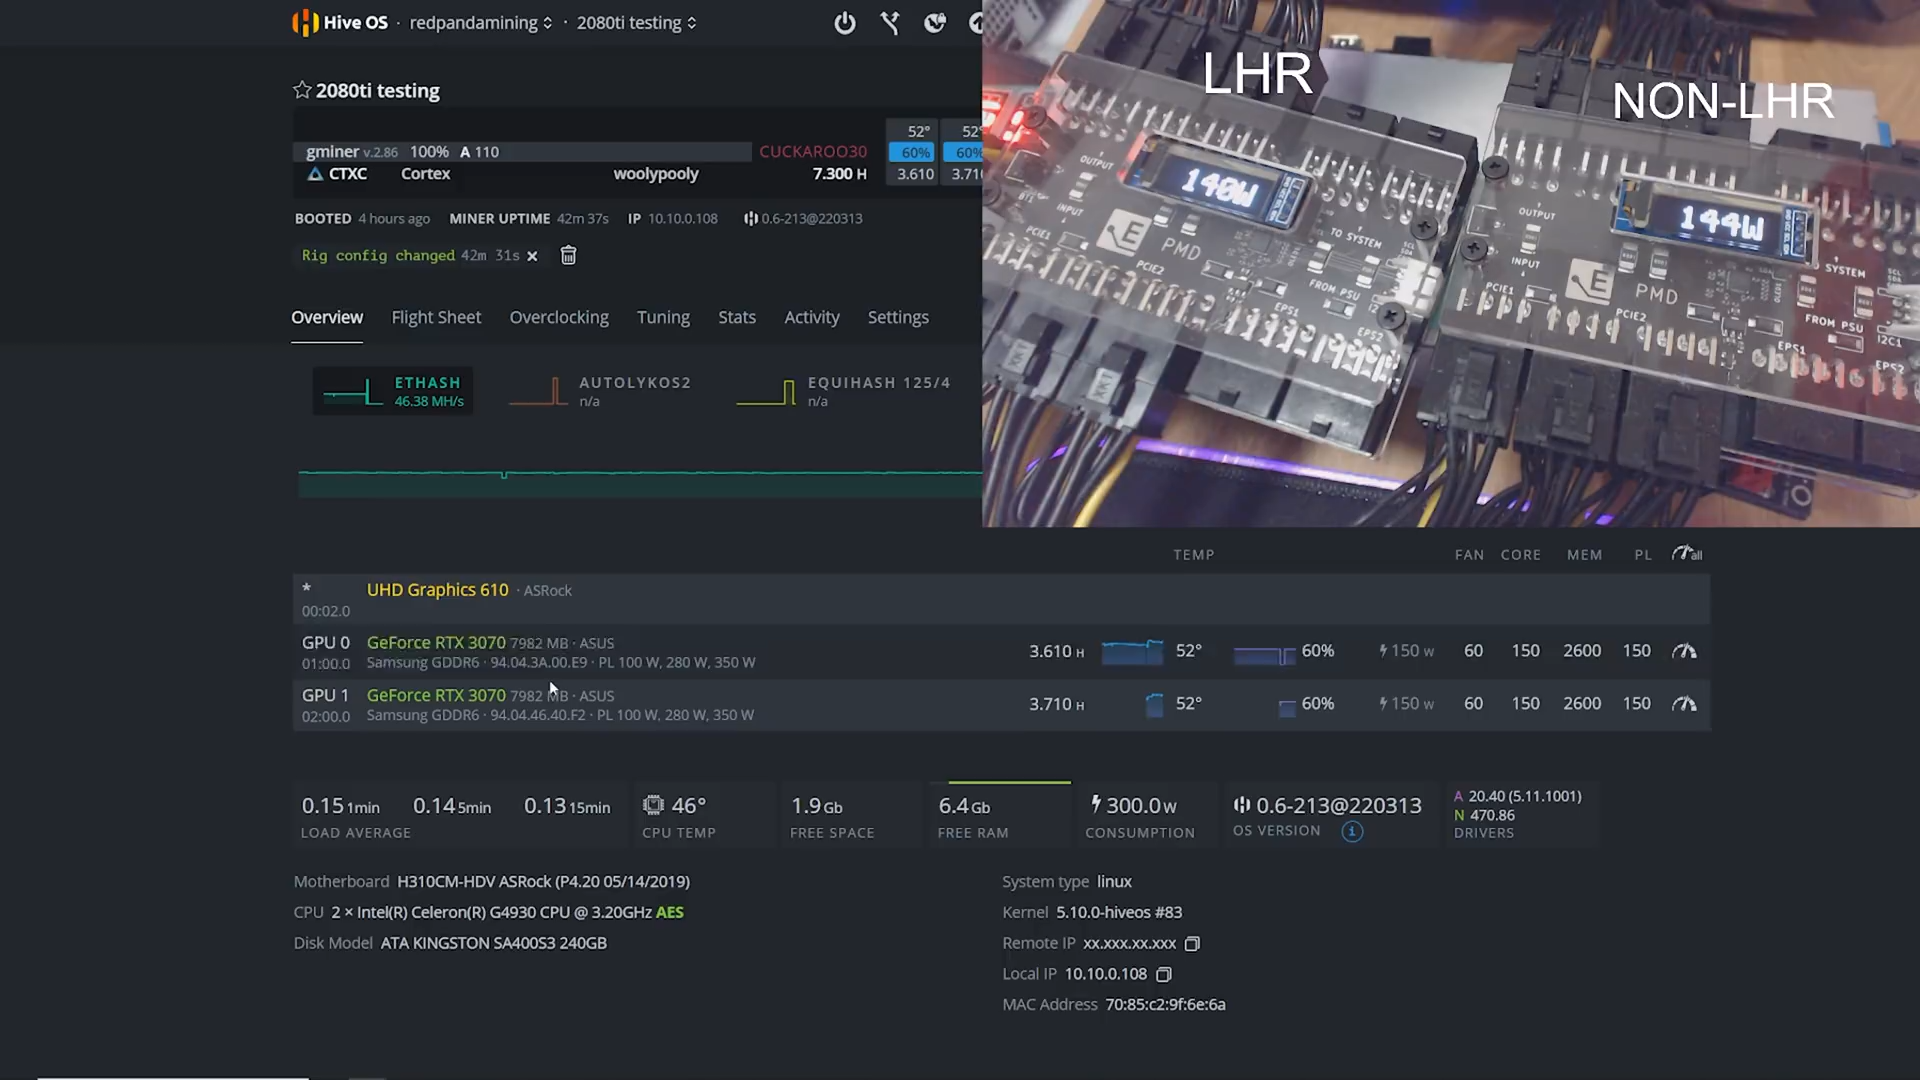 Hive OS · redpandamining · 2080ti testing
2080ti testing
gminer v.2.86 100% A 110 CUCKAROO30
CTXC Cortex woolypooly 7.300 H
52° 52°
60% 60%
3.610 3.71
BOOTED 4 hours ago MINER UPTIME 42m 37s IP 10.10.0.108 0.6-213@220313
Rig config changed 42m 31s ×
Overview Flight Sheet Overclocking Tuning Stats Activity Settings
ETHASH
46.38 MH/s
AUTOLYKOS2
n/a
EQUIHASH 125/4
n/a
LHR
NON-LHR
OUTPUT
INPUT
140W
PMD
PCIE1
PCIE2
TO SYSTEM
FROM PSU
EPS1
EPS2
OUTPUT
INPUT
144W
PMD
PCIE1
PCIE2
SYSTEM
FROM PSU
I2C1
EPS1
EPS2
XKT
XKT
TEMP FAN CORE MEM PL all
* UHD Graphics 610 · ASRock
00:02.0
GPU 0 GeForce RTX 3070 7982 MB · ASUS 3.610 H 52° 60% 150 W 60 150 2600 150
01:00.0 Samsung GDDR6 · 94.04.3A.00.E9 · PL 100 W, 280 W, 350 W
GPU 1 GeForce RTX 3070 7982 MB · ASUS 3.710 H 52° 60% 150 W 60 150 2600 150
02:00.0 Samsung GDDR6 · 94.04.46.40.F2 · PL 100 W, 280 W, 350 W
0.15 1min 0.14 5min 0.13 15min
LOAD AVERAGE
46°
CPU TEMP
1.9 Gb
FREE SPACE
6.4 Gb
FREE RAM
300.0 W
CONSUMPTION
0.6-213@220313
OS VERSION
A 20.40 (5.11.1001)
N 470.86
DRIVERS
Motherboard H310CM-HDV ASRock (P4.20 05/14/2019)
CPU 2 × Intel(R) Celeron(R) G4930 CPU @ 3.20GHz AES
Disk Model ATA KINGSTON SA400S3 240GB
System type linux
Kernel 5.10.0-hiveos #83
Remote IP xx.xxx.xx.xxx
Local IP 10.10.0.108
MAC Address 70:85:c2:9f:6e:6a